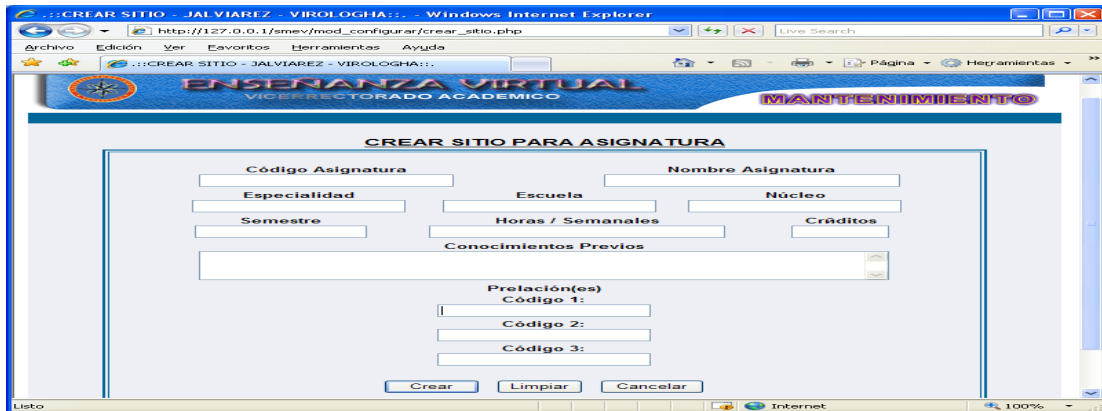 .:::CREAR SITIO - JALVIAREZ - VIROLOGHA:::. - Windows Internet Explorer
http://127.0.0.1/smev/mod_configurar/crear_sitio.php
Live Search
Archivo Edición Ver Favoritos Herramientas Ayuda
.:::CREAR SITIO - JALVIAREZ - VIROLOGHA:::.
Página Herramientas
ENSEÑANZA VIRTUAL
VICERRECTORADO ACADEMICO
MANTENIMIENTO
CREAR SITIO PARA ASIGNATURA
Código Asignatura Nombre Asignatura
Especialidad Escuela Núcleo
Semestre Horas / Semanales Crãditos
Conocimientos Previos
Prelación(es)
Código 1:
Código 2:
Código 3:
Crear Limpiar Cancelar
Listo Internet 100%